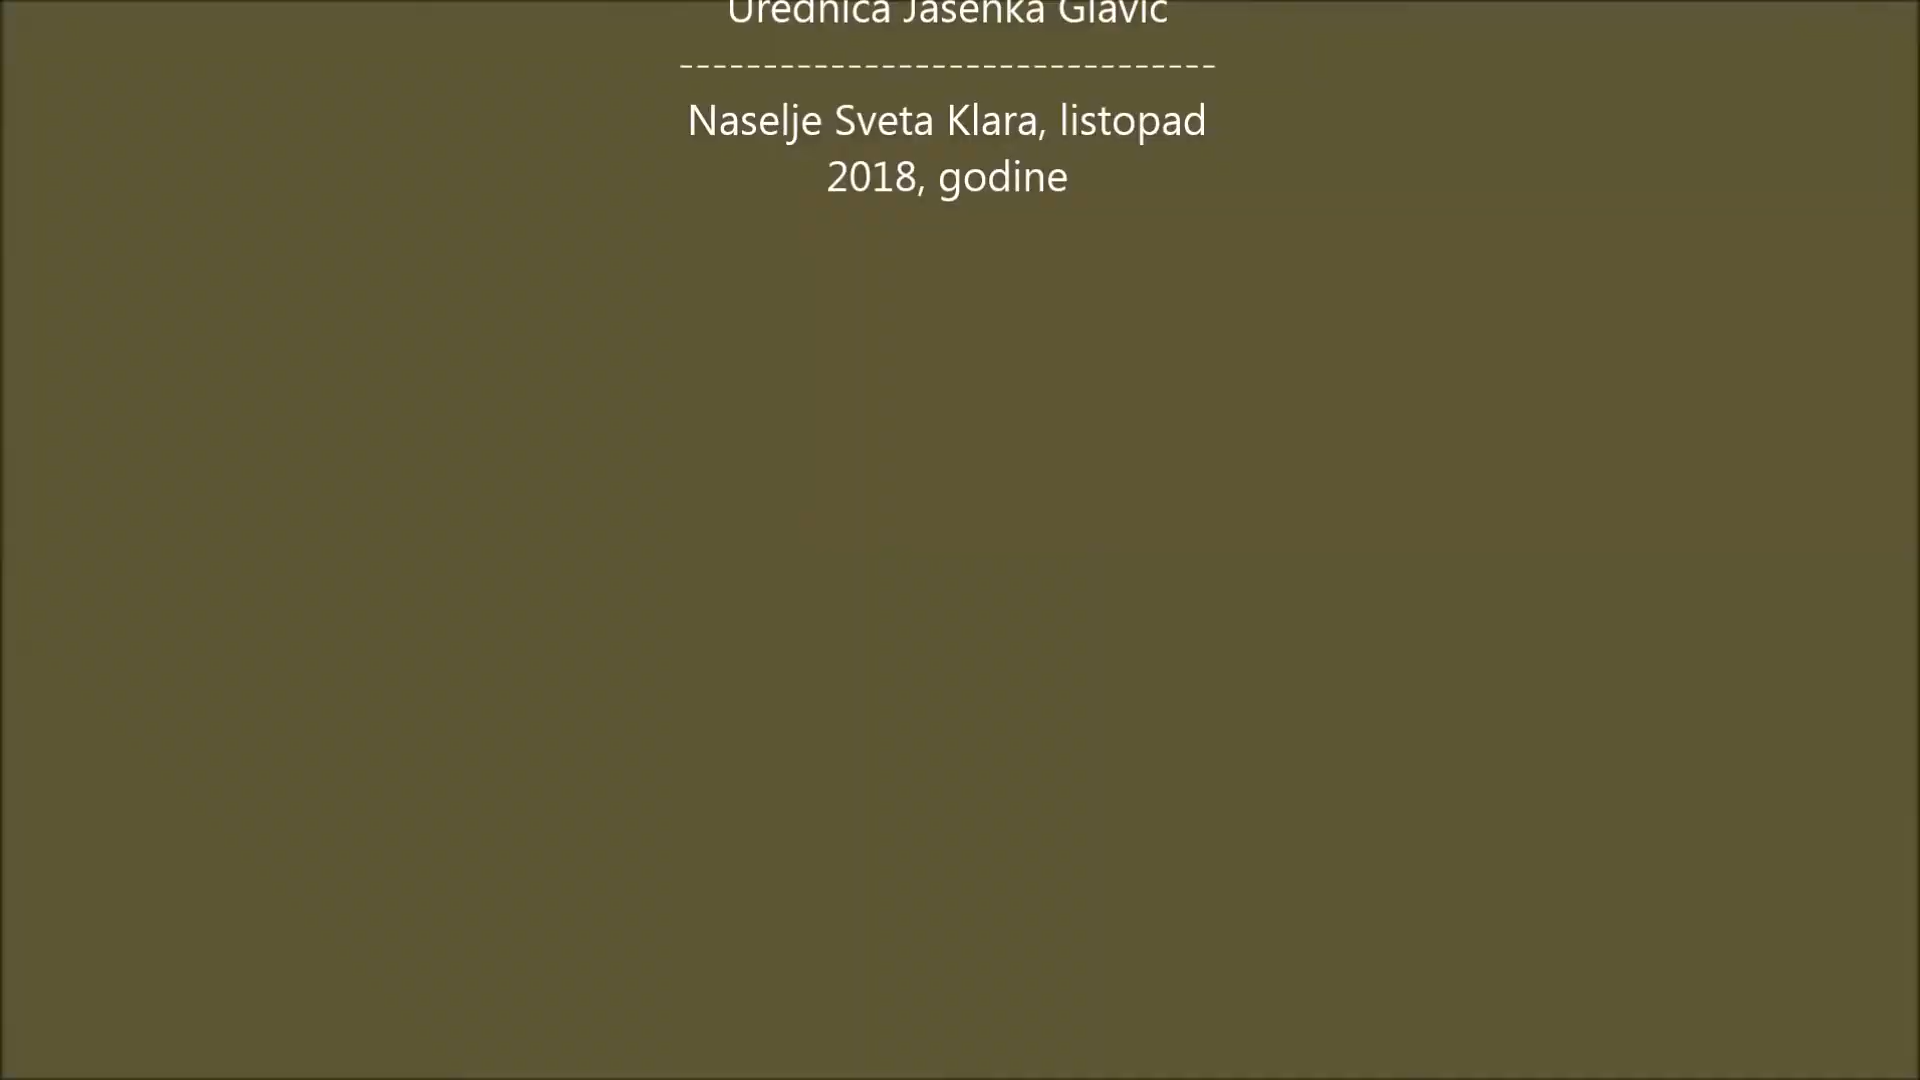 Urednica Jasenka Glavić
--------------------------------
Naselje Sveta Klara, listopad
2018, godine